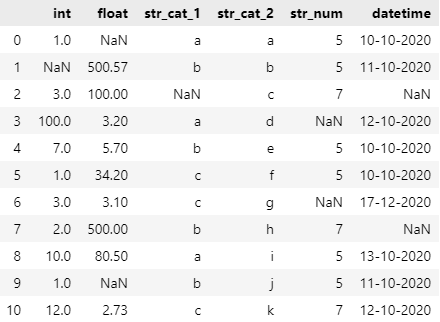 int float str_cat_1 str_cat_2 str_num datetime
0 1.0 NaN a a 5 10-10-2020
1 NaN 500.57 b b 5 11-10-2020
2 3.0 100.00 NaN c 7 NaN
3 100.0 3.20 a d NaN 12-10-2020
4 7.0 5.70 b e 5 10-10-2020
5 1.0 34.20 c f 5 10-10-2020
6 3.0 3.10 c g NaN 17-12-2020
7 2.0 500.00 b h 7 NaN
8 10.0 80.50 a i 5 13-10-2020
9 1.0 NaN b j 5 11-10-2020
10 12.0 2.73 c k 7 12-10-2020